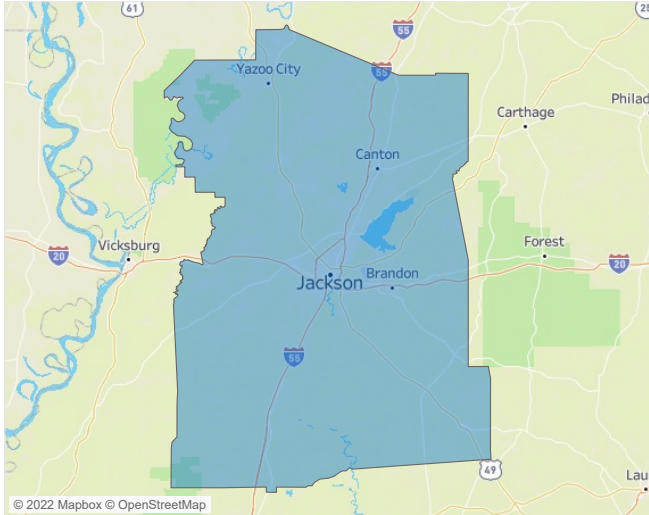 61
55
25
55
Yazoo City
Carthage
Philad
Canton
Vicksburg
20
Forest
20
Brandon
Jackson
55
49
Lau
© 2022 Mapbox © OpenStreetMap